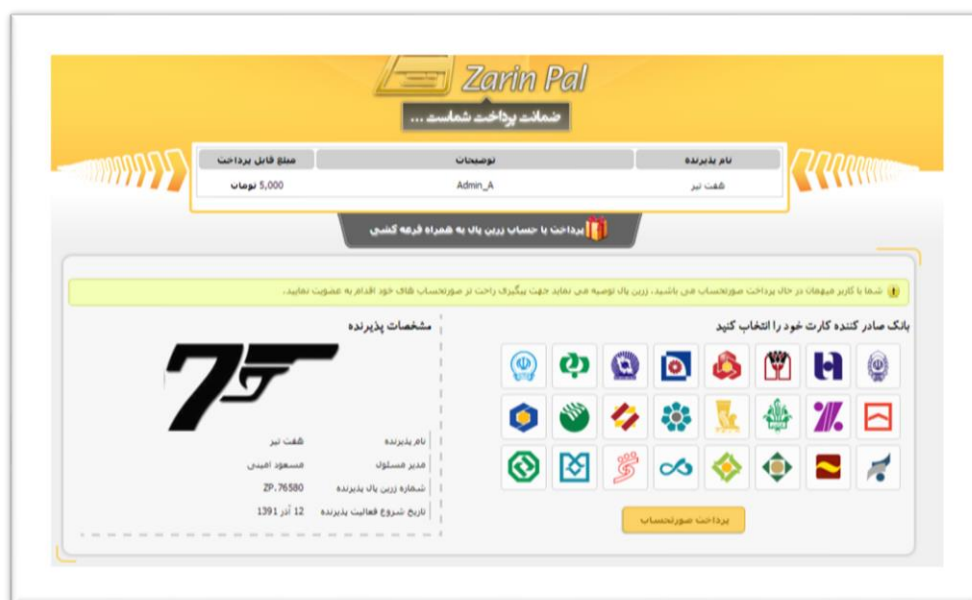 Zarin Pal
ضمانت پرداخت شماست ...
نام پذیرنده توضیحات مبلغ قابل پرداخت
هفت تیر Admin_A 5,000 تومان
پرداخت با حساب زرین پال به همراه قرعه کشی
شما با کاربر میهمان در حال پرداخت صورتحساب می باشید، زرین پال توصیه می نماید جهت پیگیری راحت تر صورتحساب های خود اقدام به عضویت نمایید.
بانک صادر کننده کارت خود را انتخاب کنید
پرداخت صورتحساب
مشخصات پذیرنده
7
نام پذیرنده هفت تیر
مدیر مسئول مسعود امینی
شماره زرین پال پذیرنده ZP.76580
تاریخ شروع فعالیت پذیرنده 12 آذر 1391